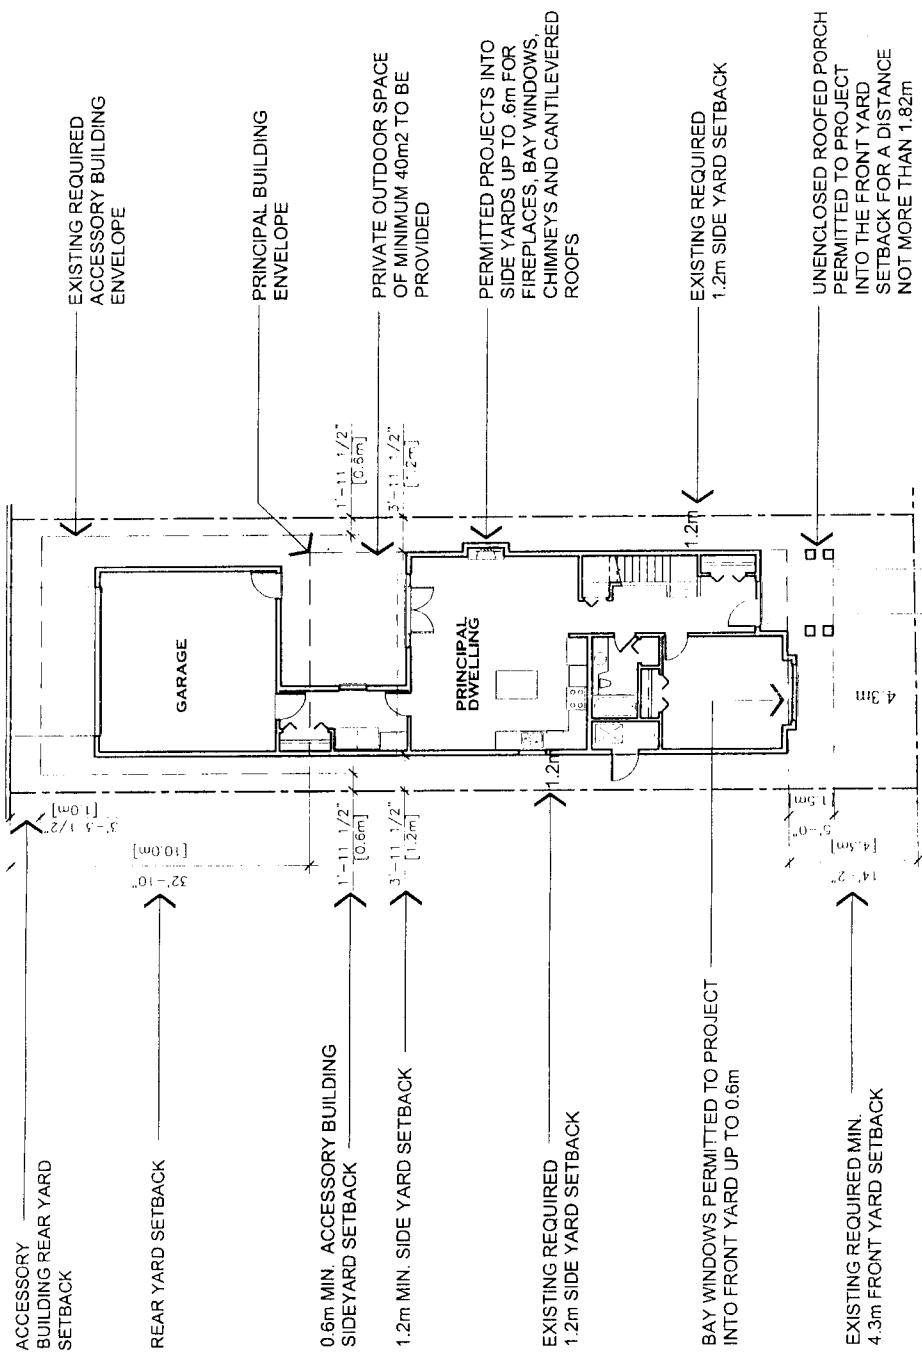 ACCESSORY
BUILDING REAR YARD
SETBACK
REAR YARD SETBACK
0.6m MIN. ACCESSORY BUILDING
SIDEYARD SETBACK
1.2m MIN. SIDE YARD SETBACK
EXISTING REQUIRED
1.2m SIDE YARD SETBACK
BAY WINDOWS PERMITTED TO PROJECT
INTO FRONT YARD UP TO 0.6m
EXISTING REQUIRED MIN.
4.3m FRONT YARD SETBACK
[1.0m]
32'-10"
[10.0m]
1'-11 1/2"
[0.6m]
3'-11 1/2"
[1.2m]
1.2m
5'-0"
1.5m
14'-2"
[4.3m]
4.3m
GARAGE
PRINCIPAL
DWELLING
1'-11 1/2"
[0.6m]
3'-11 1/2"
[1.2m]
1.2m
EXISTING REQUIRED
ACCESSORY BUILDING
ENVELOPE
PRINCIPAL BUILDING
ENVELOPE
PRIVATE OUTDOOR SPACE
OF MINIMUM 40m2 TO BE
PROVIDED
PERMITTED PROJECTS INTO
SIDE YARDS UP TO .6m FOR
FIREPLACES, BAY WINDOWS,
CHIMNEYS AND CANTILEVERED
ROOFS
EXISTING REQUIRED
1.2m SIDE YARD SETBACK
UNENCLOSED ROOFED PORCH
PERMITTED TO PROJECT
INTO THE FRONT YARD
SETBACK FOR A DISTANCE
NOT MORE THAN 1.82m